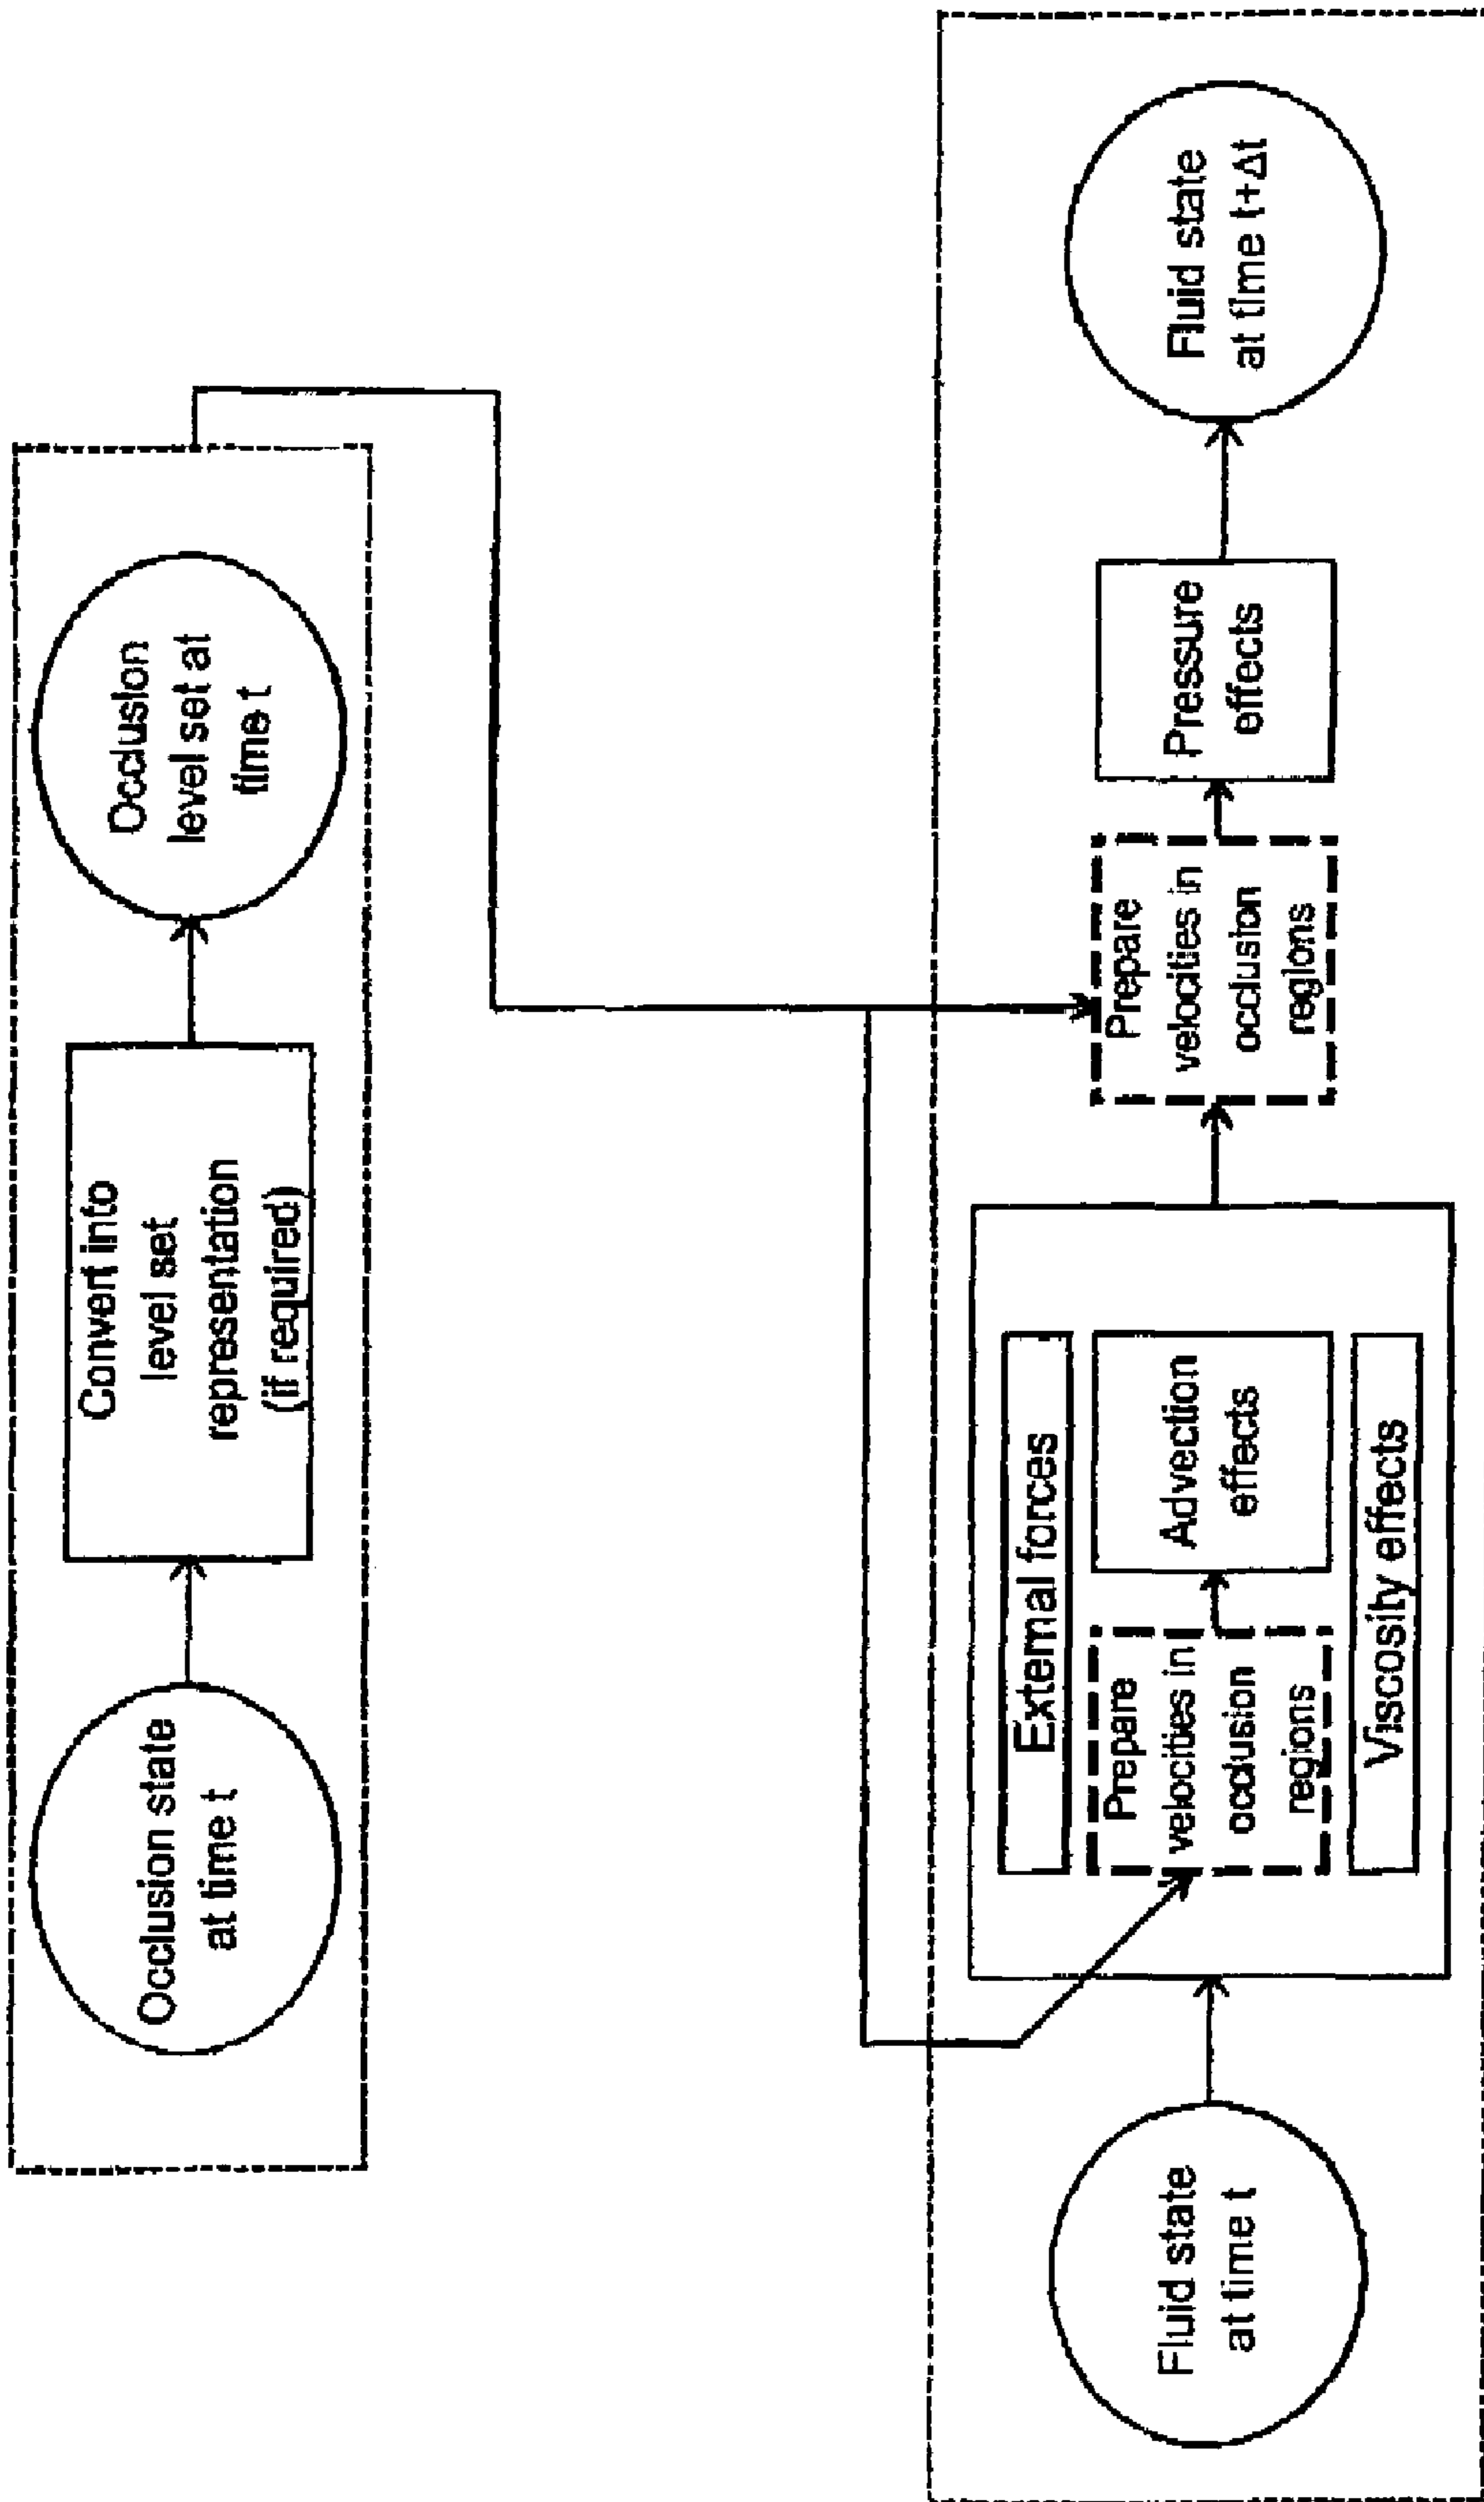 Occlusion state
at time t
Convert into
level set
representation
(if required)
Occlusion
level set at
time t
Fluid state
at time t
External forces
Prepare
velocities in
occlusion
regions
Advection
effects
Viscosity effects
Prepare
velocities in
occlusion
regions
Pressure
effects
Fluid state
at time t+Δt